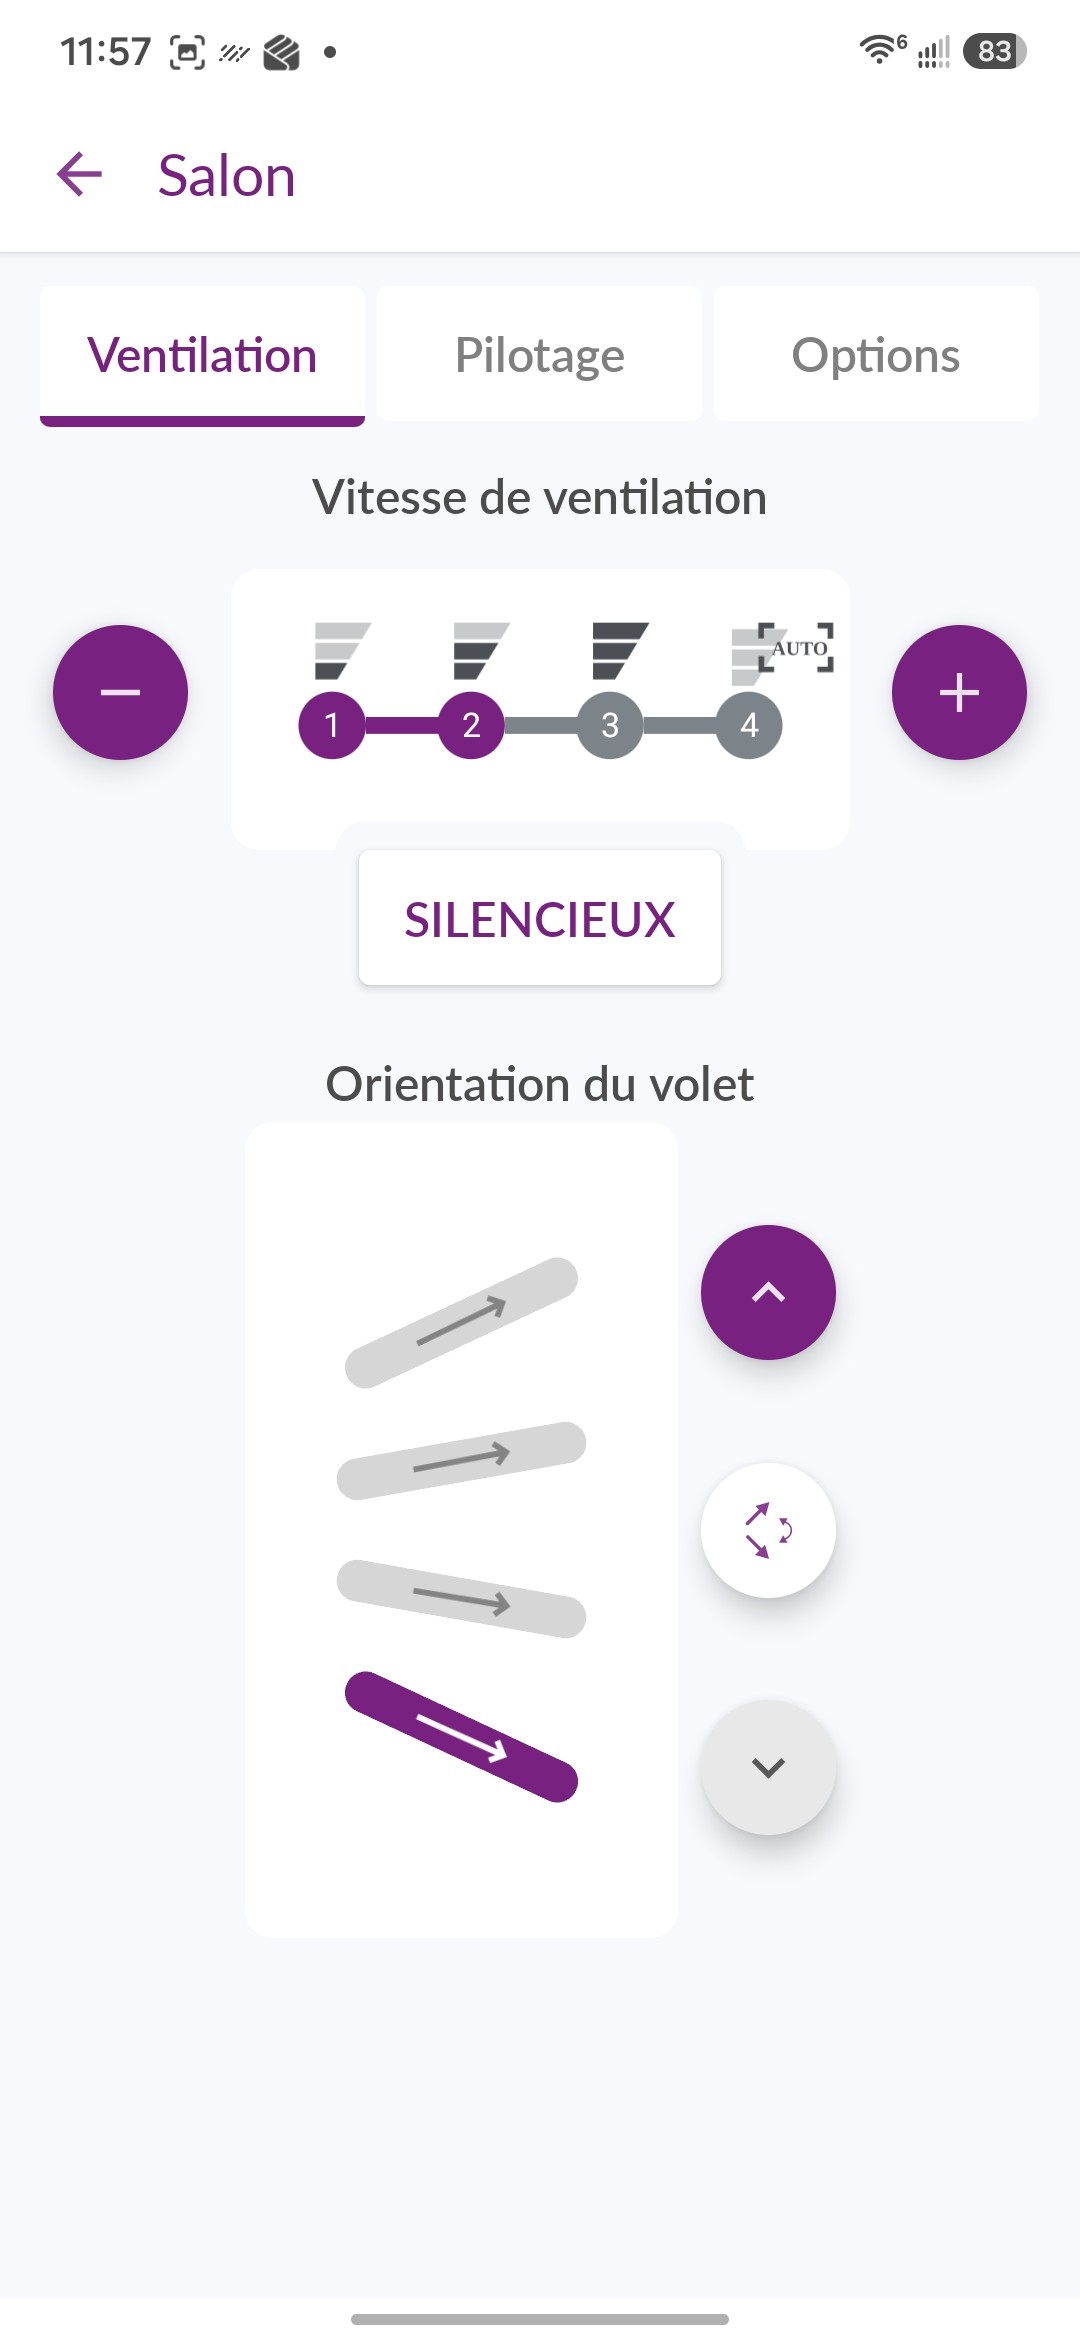 11:57
6
83
Salon
Ventilation
Pilotage
Options
Vitesse de ventilation
AUTO
1
2
3
4
SILENCIEUX
Orientation du volet